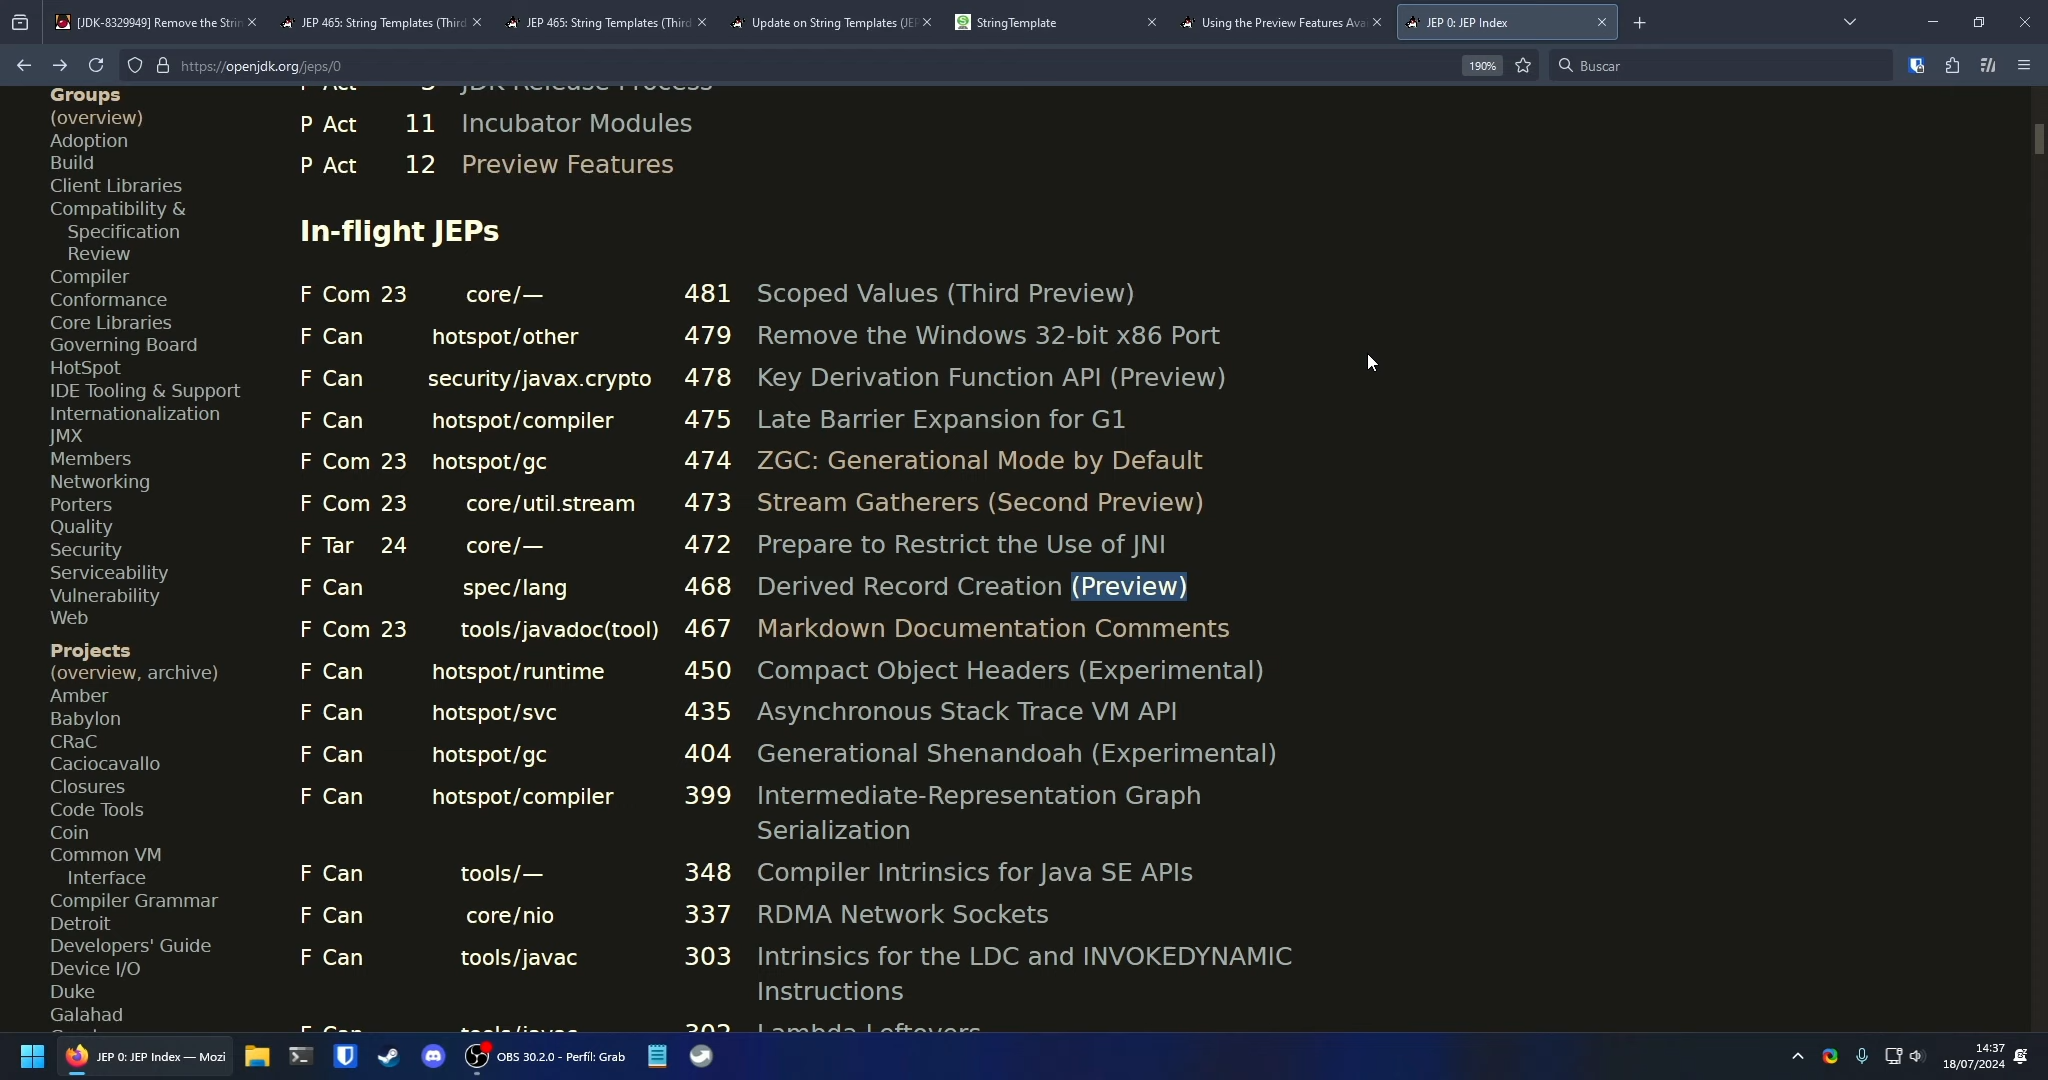 [JDK-8329949] Remove the Strin
JEP 465: String Templates (Third
JEP 465: String Templates (Third
Update on String Templates (JEP
StringTemplate
Using the Preview Features Ava
JEP 0: JEP Index
https://openjdk.org/jeps/0
190%
Buscar
Groups
(overview)
Adoption
Build
Client Libraries
Compatibility &
Specification
Review
Compiler
Conformance
Core Libraries
Governing Board
HotSpot
IDE Tooling & Support
Internationalization
JMX
Members
Networking
Porters
Quality
Security
Serviceability
Vulnerability
Web
Projects
(overview, archive)
Amber
Babylon
CRaC
Caciocavallo
Closures
Code Tools
Coin
Common VM
Interface
Compiler Grammar
Detroit
Developers' Guide
Device I/O
Duke
Galahad
P Act 3 JDK Release Process
P Act 11 Incubator Modules
P Act 12 Preview Features
In-flight JEPs
F Com 23 core/— 481 Scoped Values (Third Preview)
F Can hotspot/other 479 Remove the Windows 32-bit x86 Port
F Can security/javax.crypto 478 Key Derivation Function API (Preview)
F Can hotspot/compiler 475 Late Barrier Expansion for G1
F Com 23 hotspot/gc 474 ZGC: Generational Mode by Default
F Com 23 core/util.stream 473 Stream Gatherers (Second Preview)
F Tar 24 core/— 472 Prepare to Restrict the Use of JNI
F Can spec/lang 468 Derived Record Creation (Preview)
F Com 23 tools/javadoc(tool) 467 Markdown Documentation Comments
F Can hotspot/runtime 450 Compact Object Headers (Experimental)
F Can hotspot/svc 435 Asynchronous Stack Trace VM API
F Can hotspot/gc 404 Generational Shenandoah (Experimental)
F Can hotspot/compiler 399 Intermediate-Representation Graph
Serialization
F Can tools/— 348 Compiler Intrinsics for Java SE APIs
F Can core/nio 337 RDMA Network Sockets
F Can tools/javac 303 Intrinsics for the LDC and INVOKEDYNAMIC
Instructions
F Can tools/javac 302 Lambda Leftovers
JEP 0: JEP Index — Mozi
OBS 30.2.0 - Perfil: Grab
14:37
18/07/2024